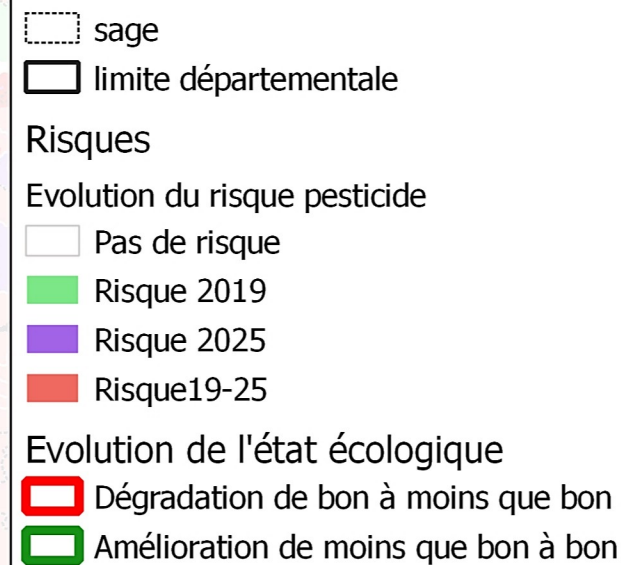 sage
limite départementale
Risques
Evolution du risque pesticide
Pas de risque
Risque 2019
Risque 2025
Risque19-25
Evolution de l'état écologique
Dégradation de bon à moins que bon
Amélioration de moins que bon à bon